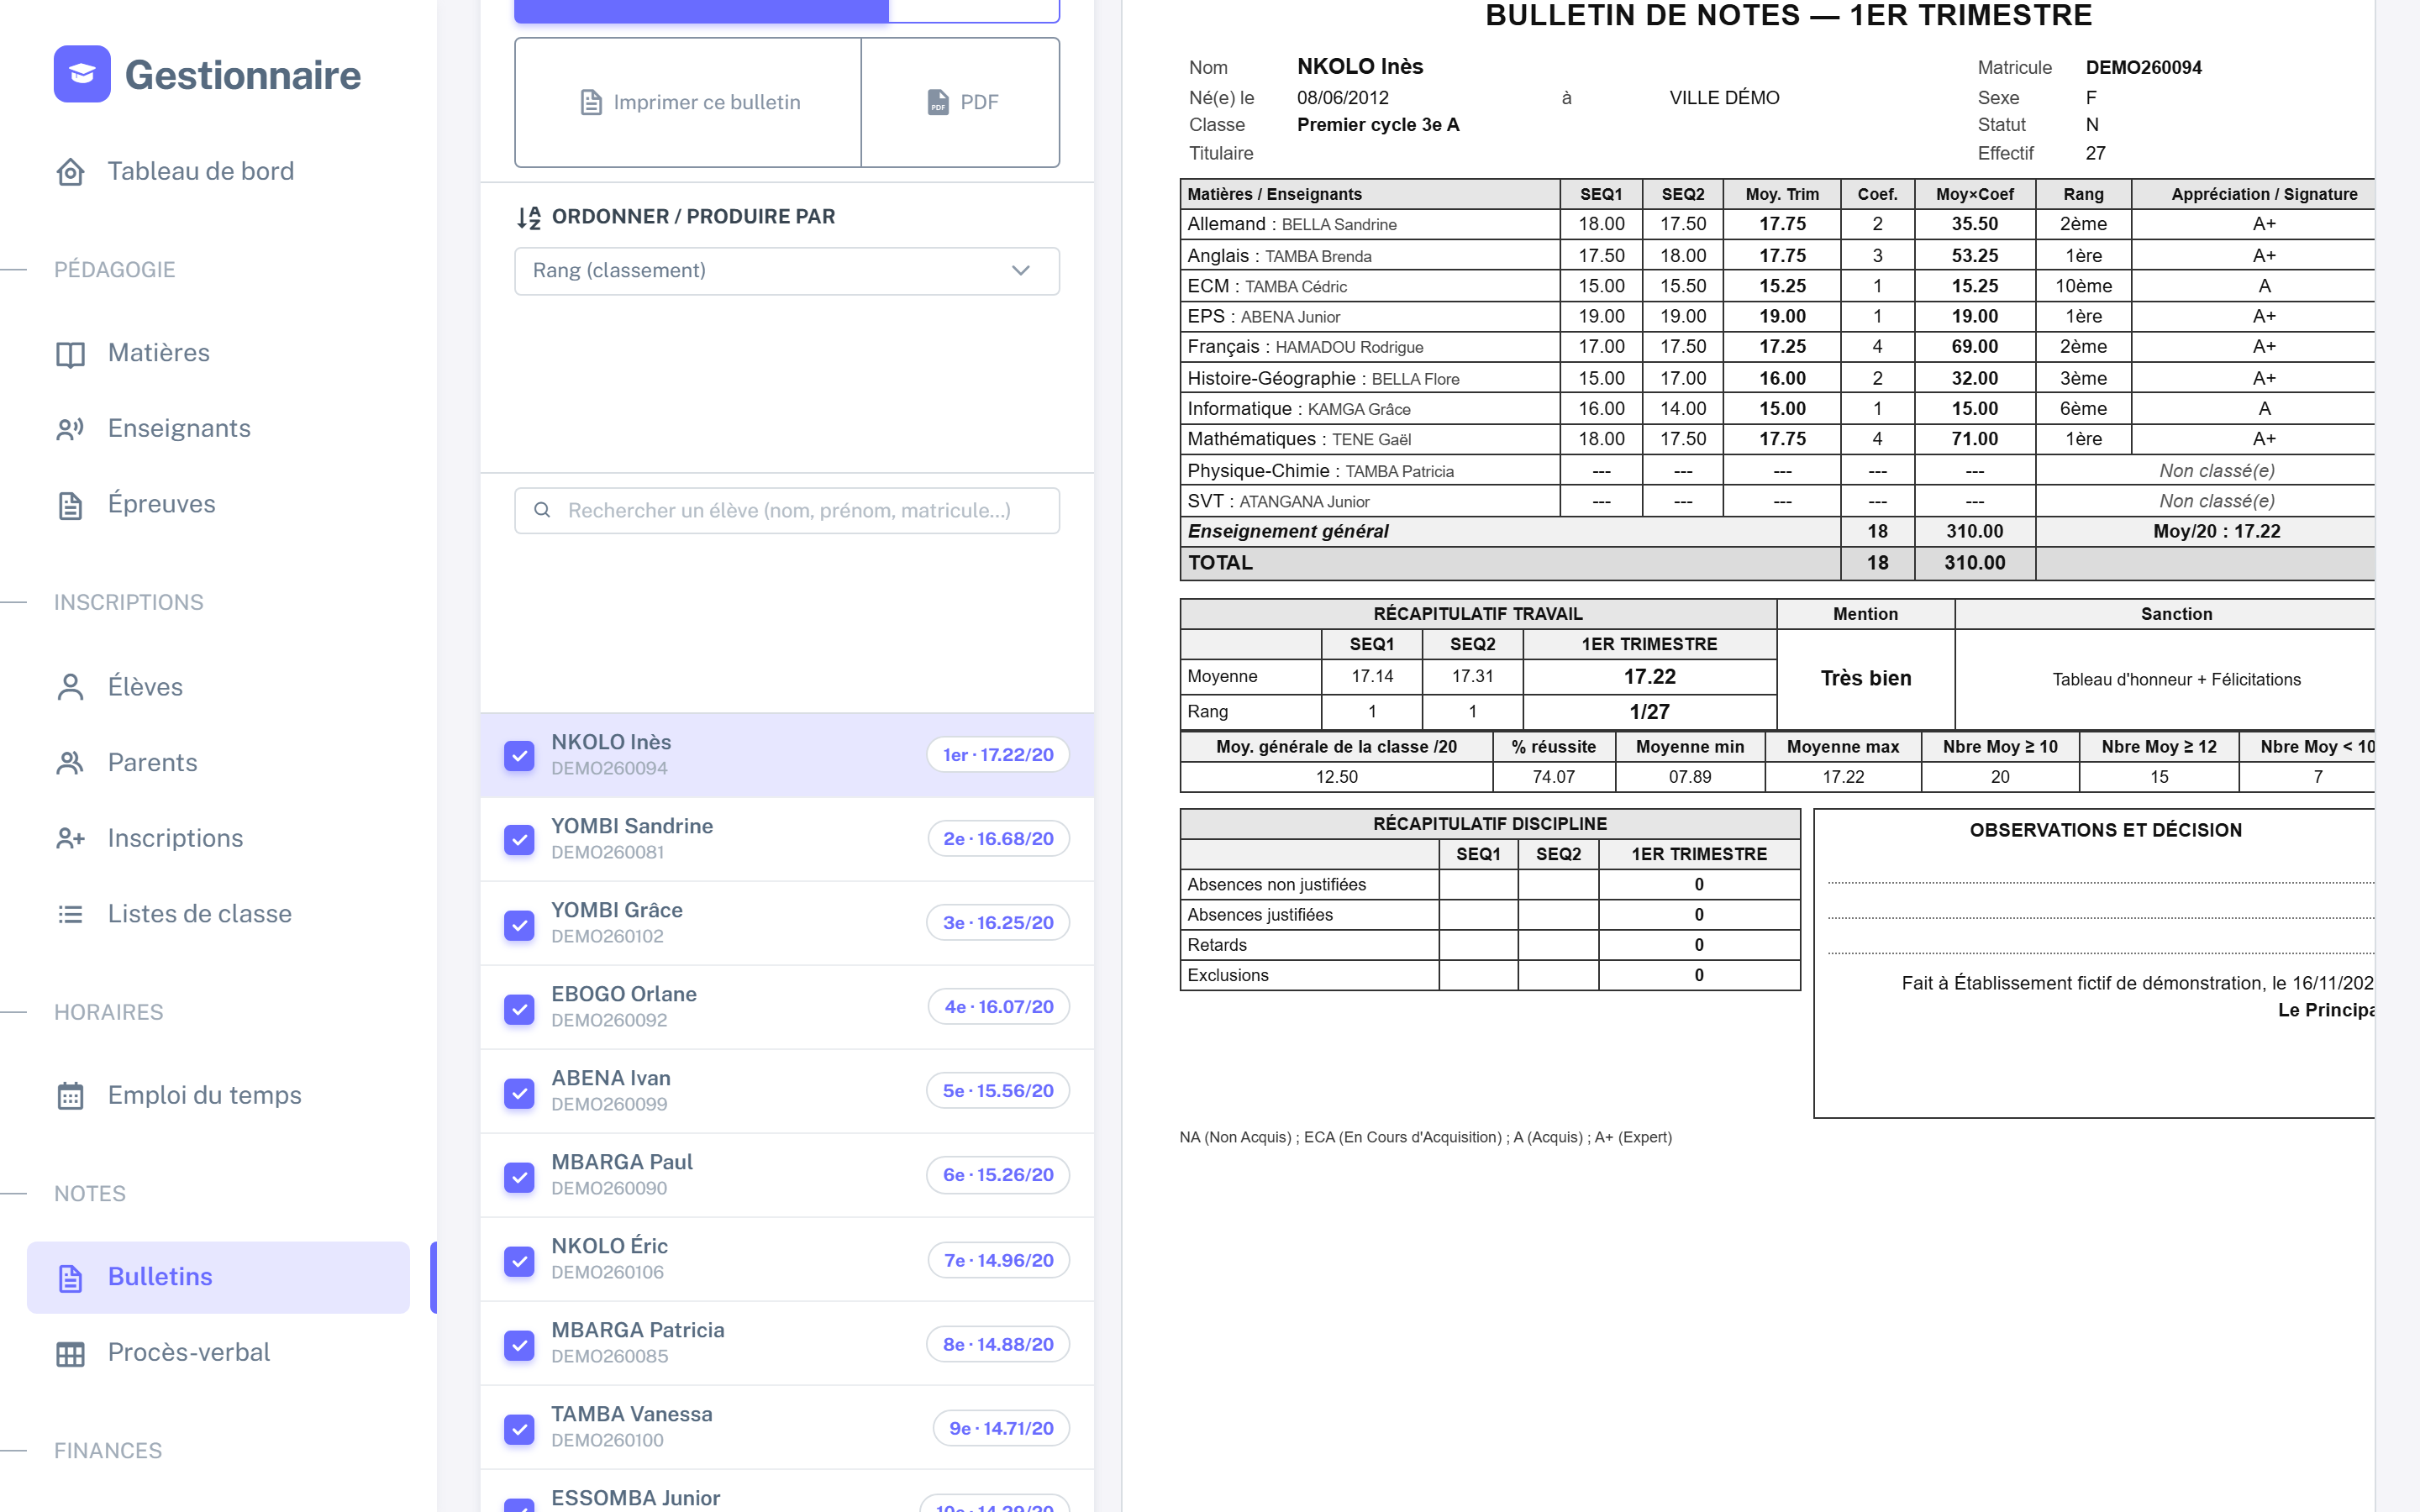 Gestionnaire
Tableau de bord
PÉDAGOGIE
Matières
Enseignants
Épreuves
INSCRIPTIONS
Élèves
Parents
Inscriptions
Listes de classe
HORAIRES
Emploi du temps
NOTES
Bulletins
Procès-verbal
FINANCES
Imprimer ce bulletin
PDF
ORDONNER / PRODUIRE PAR
Rang (classement)
Rechercher un élève (nom, prénom, matricule...)
NKOLO Inès 1er · 17.22/20
DEMO260094
YOMBI Sandrine 2e · 16.68/20
DEMO260081
YOMBI Grâce 3e · 16.25/20
DEMO260102
EBOGO Orlane 4e · 16.07/20
DEMO260092
ABENA Ivan 5e · 15.56/20
DEMO260099
MBARGA Paul 6e · 15.26/20
DEMO260090
NKOLO Éric 7e · 14.96/20
DEMO260106
MBARGA Patricia 8e · 14.88/20
DEMO260085
TAMBA Vanessa 9e · 14.71/20
DEMO260100
ESSOMBA Junior 10e · 14.29/20
BULLETIN DE NOTES — 1ER TRIMESTRE
Nom NKOLO Inès Matricule DEMO260094
Né(e) le 08/06/2012 à VILLE DÉMO Sexe F
Classe Premier cycle 3e A Statut N
Titulaire Effectif 27
Matières / Enseignants SEQ1 SEQ2 Moy. Trim Coef. Moy×Coef Rang Appréciation / Signature
Allemand : BELLA Sandrine 18.00 17.50 17.75 2 35.50 2ème A+
Anglais : TAMBA Brenda 17.50 18.00 17.75 3 53.25 1ère A+
ECM : TAMBA Cédric 15.00 15.50 15.25 1 15.25 10ème A
EPS : ABENA Junior 19.00 19.00 19.00 1 19.00 1ère A+
Français : HAMADOU Rodrigue 17.00 17.50 17.25 4 69.00 2ème A+
Histoire-Géographie : BELLA Flore 15.00 17.00 16.00 2 32.00 3ème A+
Informatique : KAMGA Grâce 16.00 14.00 15.00 1 15.00 6ème A
Mathématiques : TENE Gaël 18.00 17.50 17.75 4 71.00 1ère A+
Physique-Chimie : TAMBA Patricia --- --- --- --- --- Non classé(e)
SVT : ATANGANA Junior --- --- --- --- --- Non classé(e)
Enseignement général 18 310.00 Moy/20 : 17.22
TOTAL 18 310.00
RÉCAPITULATIF TRAVAIL Mention Sanction
SEQ1 SEQ2 1ER TRIMESTRE
Moyenne 17.14 17.31 17.22 Très bien Tableau d'honneur + Félicitations
Rang 1 1 1/27
Moy. générale de la classe /20 % réussite Moyenne min Moyenne max Nbre Moy ≥ 10 Nbre Moy ≥ 12 Nbre Moy < 10
12.50 74.07 07.89 17.22 20 15 7
RÉCAPITULATIF DISCIPLINE
SEQ1 SEQ2 1ER TRIMESTRE
Absences non justifiées 0
Absences justifiées 0
Retards 0
Exclusions 0
OBSERVATIONS ET DÉCISION
Fait à Établissement fictif de démonstration, le 16/11/202
Le Principa
NA (Non Acquis) ; ECA (En Cours d'Acquisition) ; A (Acquis) ; A+ (Expert)